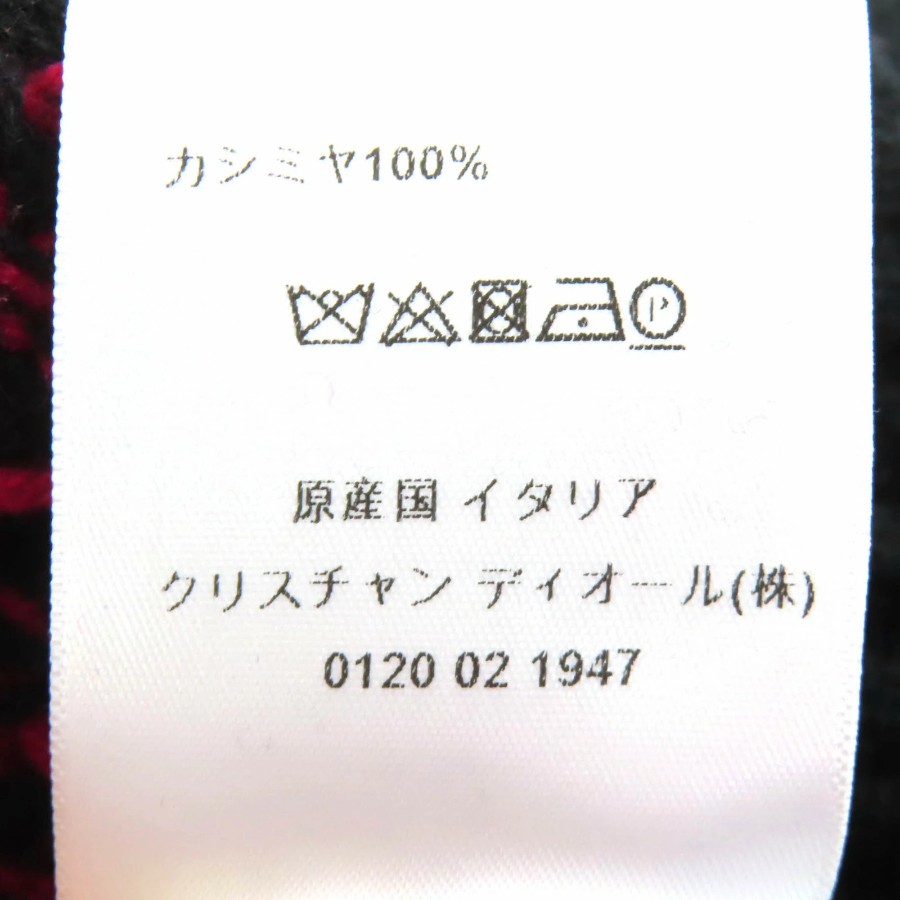 カシミヤ100%
P
原産国 イタリア
クリスチャン ディオール(株)
0120 02 1947